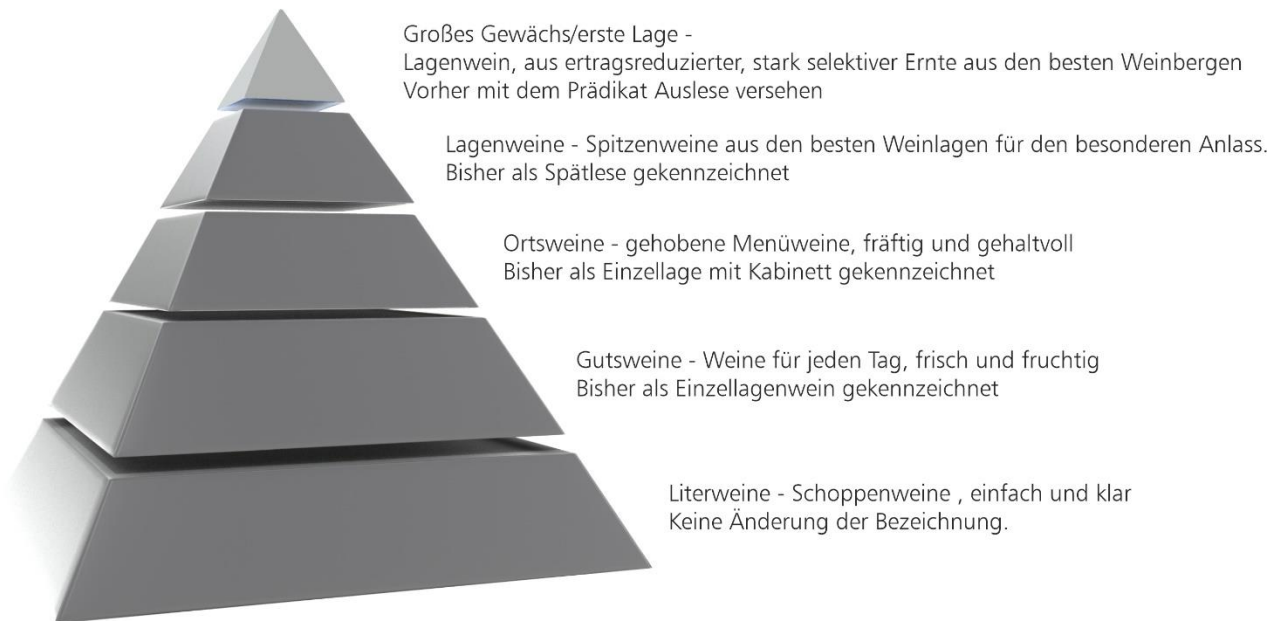 Großes Gewächs/erste Lage -
Lagenwein, aus ertragsreduzierter, stark selektiver Ernte aus den besten Weinbergen
Vorher mit dem Prädikat Auslese versehen
Lagenweine - Spitzenweine aus den besten Weinlagen für den besonderen Anlass.
Bisher als Spätlese gekennzeichnet
Ortsweine - gehobene Menüweine, fräftig und gehaltvoll
Bisher als Einzellage mit Kabinett gekennzeichnet
Gutsweine - Weine für jeden Tag, frisch und fruchtig
Bisher als Einzellagenwein gekennzeichnet
Literweine - Schoppenweine , einfach und klar
Keine Änderung der Bezeichnung.